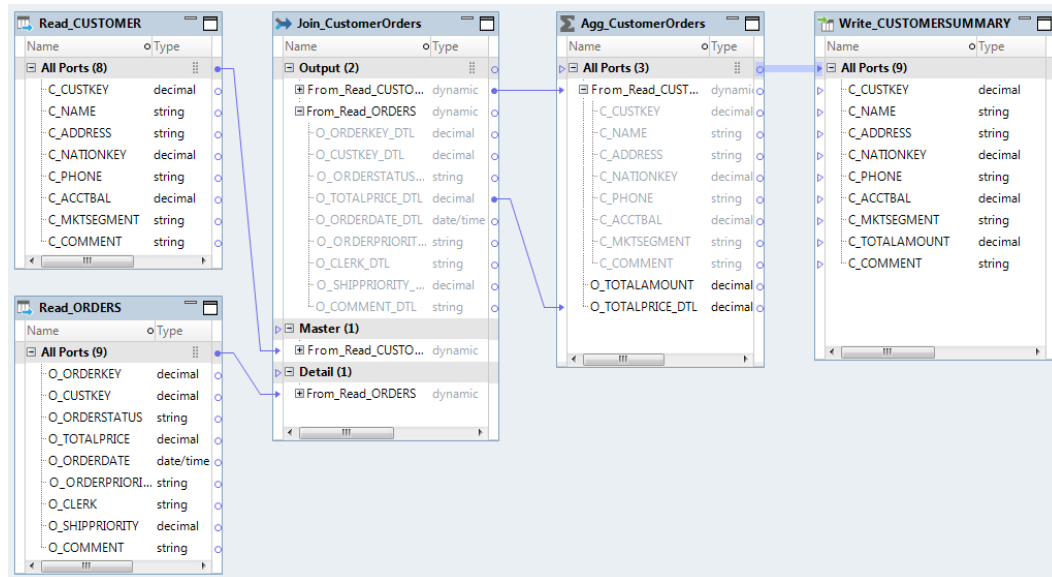 Read_CUSTOMER
Name Type
All Ports (8)
C_CUSTKEY decimal
C_NAME string
C_ADDRESS string
C_NATIONKEY decimal
C_PHONE string
C_ACCTBAL decimal
C_MKTSEGMENT string
C_COMMENT string
Read_ORDERS
Name Type
All Ports (9)
O_ORDERKEY decimal
O_CUSTKEY decimal
O_ORDERSTATUS string
O_TOTALPRICE decimal
O_ORDERDATE date/time
O_ORDERPRIORI... string
O_CLERK string
O_SHIPPRIORITY decimal
O_COMMENT string
Join_CustomerOrders
Name Type
Output (2)
From_Read_CUSTO... dynamic
From_Read_ORDERS dynamic
O_ORDERKEY_DTL decimal
O_CUSTKEY_DTL decimal
O_ORDERSTATUS... string
O_TOTALPRICE_DTL decimal
O_ORDERDATE_DTL date/time
O_ORDERPRIORIT... string
O_CLERK_DTL string
O_SHIPPRIORITY_... decimal
O_COMMENT_DTL string
Master (1)
From_Read_CUSTO... dynamic
Detail (1)
From_Read_ORDERS dynamic
Agg_CustomerOrders
Name Type
All Ports (3)
From_Read_CUST... dynamic
C_CUSTKEY decimal
C_NAME string
C_ADDRESS string
C_NATIONKEY decimal
C_PHONE string
C_ACCTBAL decimal
C_MKTSEGMENT string
C_COMMENT string
O_TOTALAMOUNT decimal
O_TOTALPRICE_DTL decimal
Write_CUSTOMERSUMMARY
Name Type
All Ports (9)
C_CUSTKEY decimal
C_NAME string
C_ADDRESS string
C_NATIONKEY decimal
C_PHONE string
C_ACCTBAL decimal
C_MKTSEGMENT string
C_TOTALAMOUNT decimal
C_COMMENT string